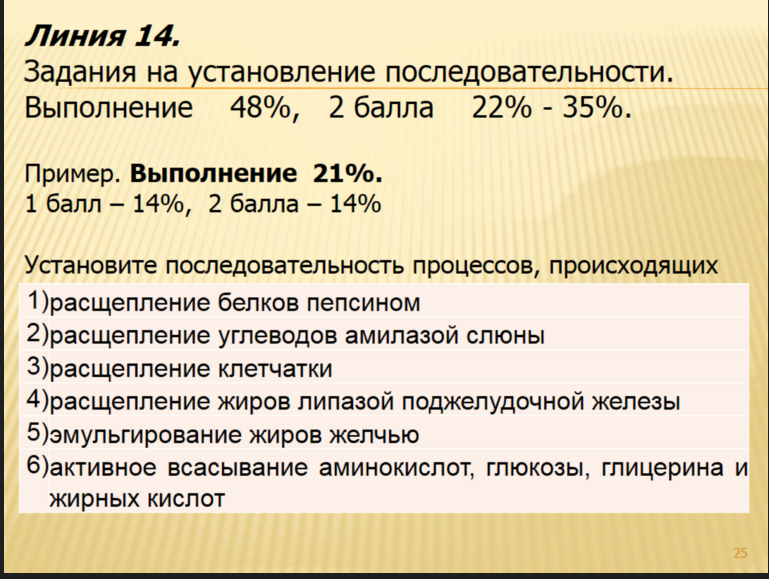 Линия 14.
Задания на установление последовательности.
Выполнение 48%, 2 балла 22% - 35%.
Пример. Выполнение 21%.
1 балл – 14%, 2 балла – 14%
Установите последовательность процессов, происходящих
1)расщепление белков пепсином
2)расщепление углеводов амилазой слюны
3)расщепление клетчатки
4)расщепление жиров липазой поджелудочной железы
5)эмульгирование жиров желчью
6)активное всасывание аминокислот, глюкозы, глицерина и
жирных кислот
25